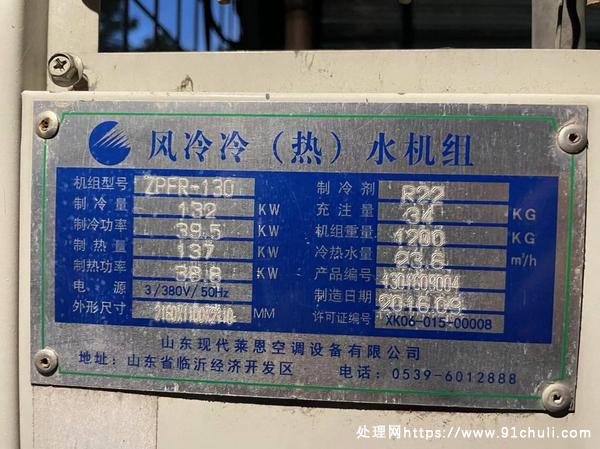 风冷冷（热）水机组
机组型号 ZPFR-130
制冷量 132 KW
制冷功率 39.5 KW
制热量 137 KW
制热功率 38.8 KW
电源 3/380V/50Hz
外形尺寸 MM
制冷剂 R22
充注量 34 KG
机组重量 1200 KG
冷热水量 23.6 m³/h
产品编号 1301609004
制造日期 2016.09
许可证编号 XK06-015-00008
山东现代莱恩空调设备有限公司
地址：山东省临沂经济开发区 电话：0539-6012888
处理网https://www.91chuli.com/